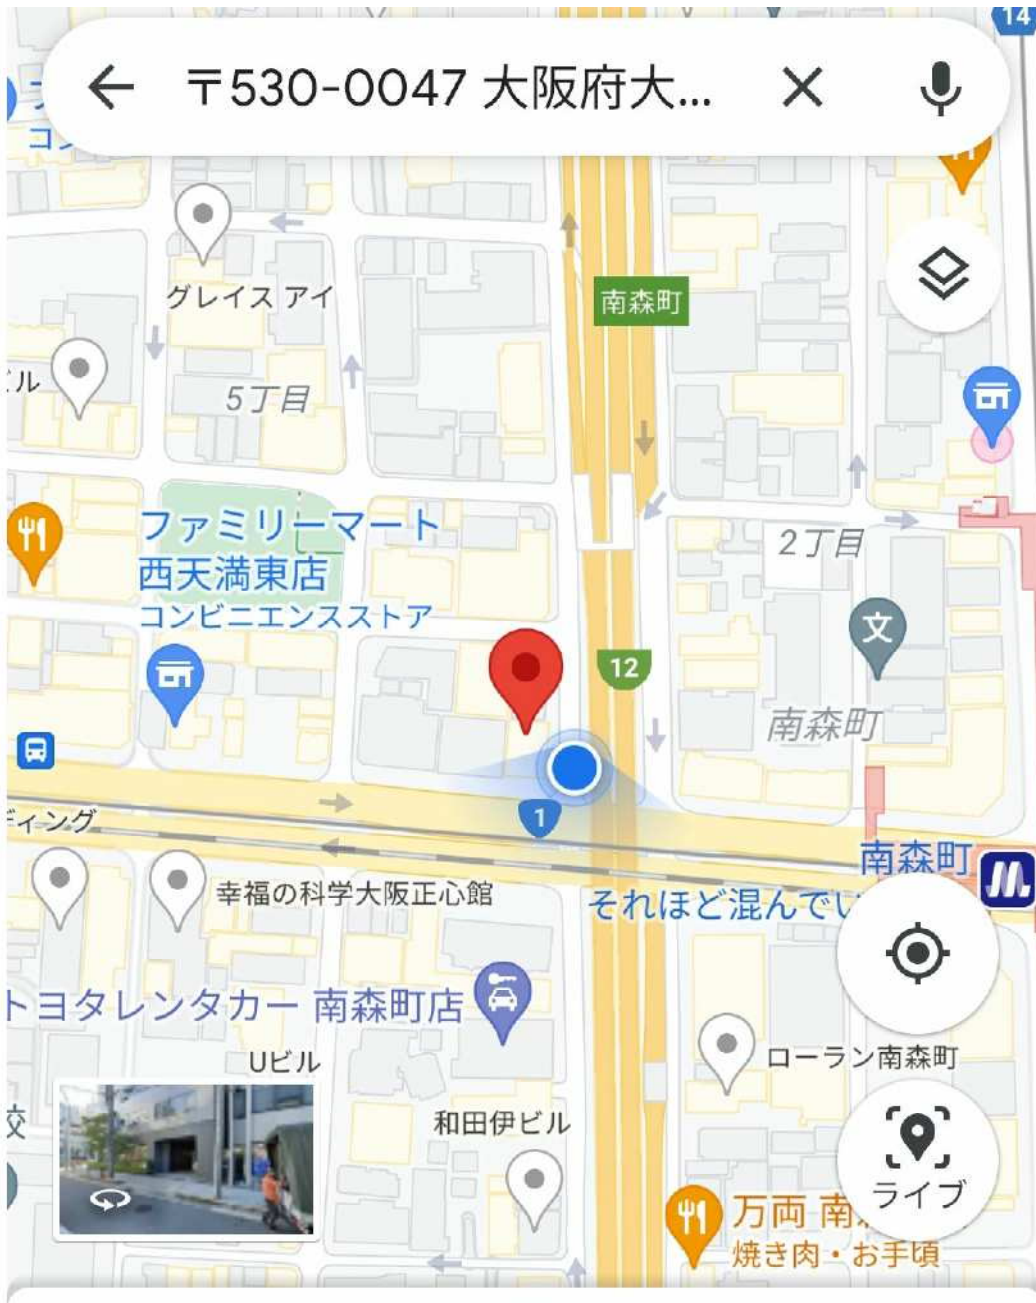 14
〒530-0047 大阪府大...
グレイス アイ
南森町
ビル
5丁目
ファミリーマート
西天満東店
コンビニエンスストア
2丁目
文
12
南森町
1
ディング
南森町
幸福の科学大阪正心館
それほど混んでい
トヨタレンタカー 南森町店
Uビル
ローラン南森町
校
和田伊ビル
ライブ
万両 南
焼き肉・お手頃